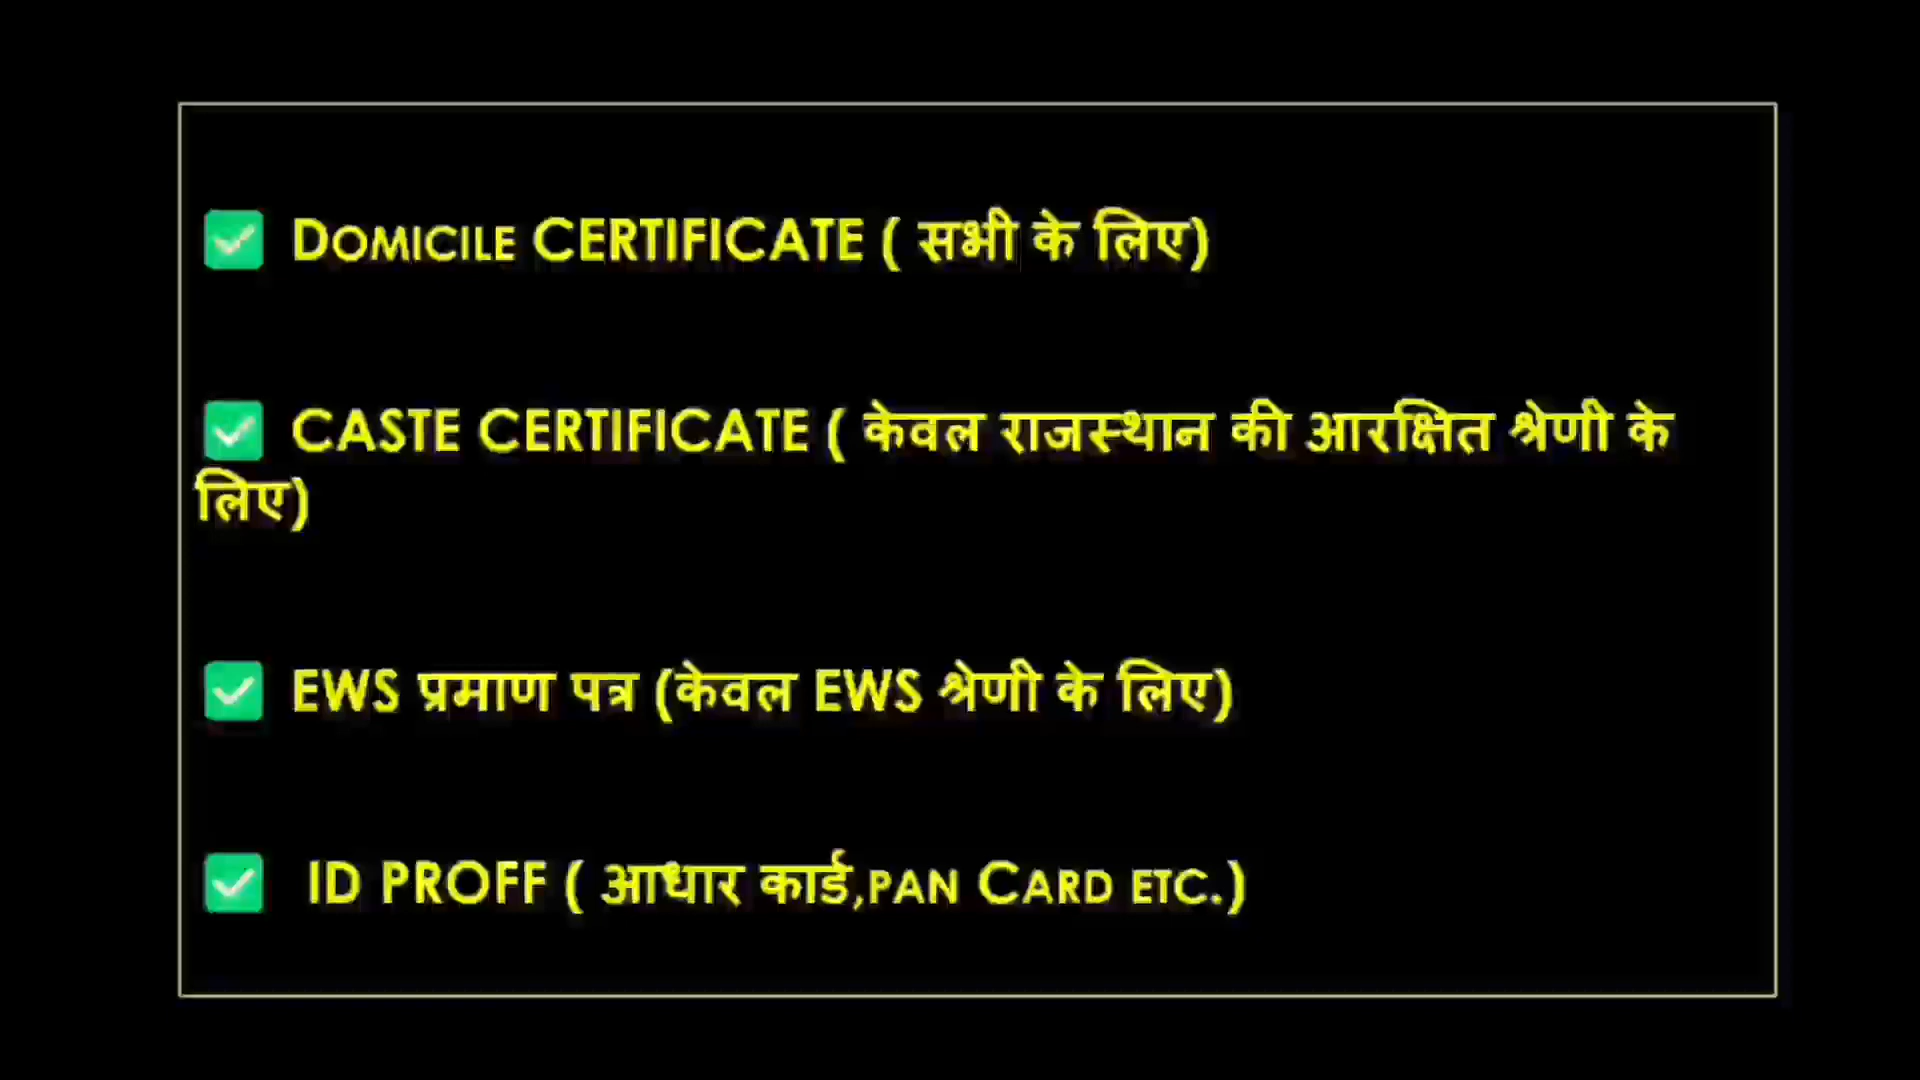 ✅ DOMICILE CERTIFICATE ( सभी के लिए)
✅ CASTE CERTIFICATE ( केवल राजस्थान की आरक्षित श्रेणी के
लिए)
✅ EWS प्रमाण पत्र (केवल EWS श्रेणी के लिए)
✅ ID PROFF ( आधार कार्ड,PAN CARD ETC.)